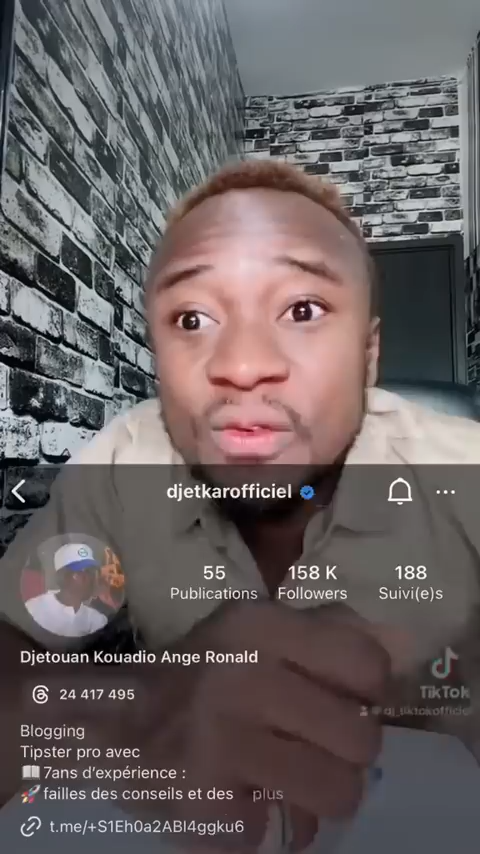 djetkarofficiel
55
158 K
188
Publications
Followers
Suivi(e)s
Djetouan Kouadio Ange Ronald
24 417 495
TikTok
@dj_tiktokofficiel
Blogging
Tipster pro avec
📖7ans d’expérience :
🚀failles des conseils et des plus
t.me/+S1Eh0a2ABl4ggku6